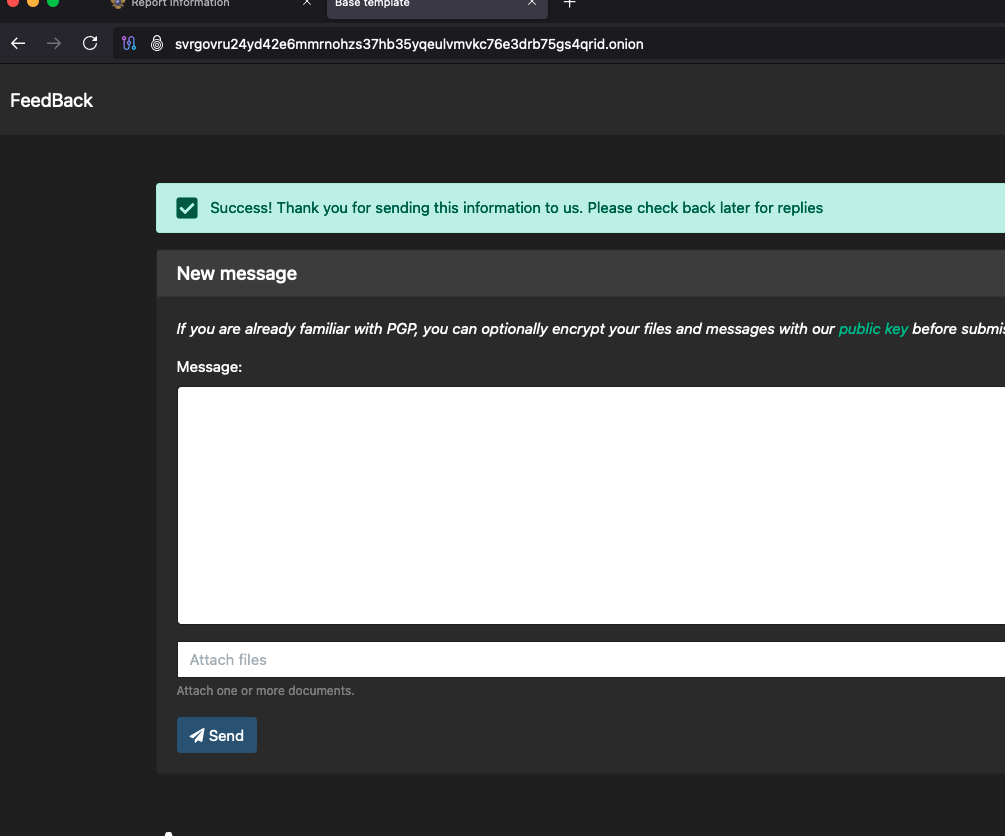 Report Information
Base template
svrgovru24yd42e6mmrnohzs37hb35yqeulvmvkc76e3drb75gs4qrid.onion
FeedBack
Success! Thank you for sending this information to us. Please check back later for replies
New message
If you are already familiar with PGP, you can optionally encrypt your files and messages with our public key before submis
Message:
Attach files
Attach one or more documents.
Send